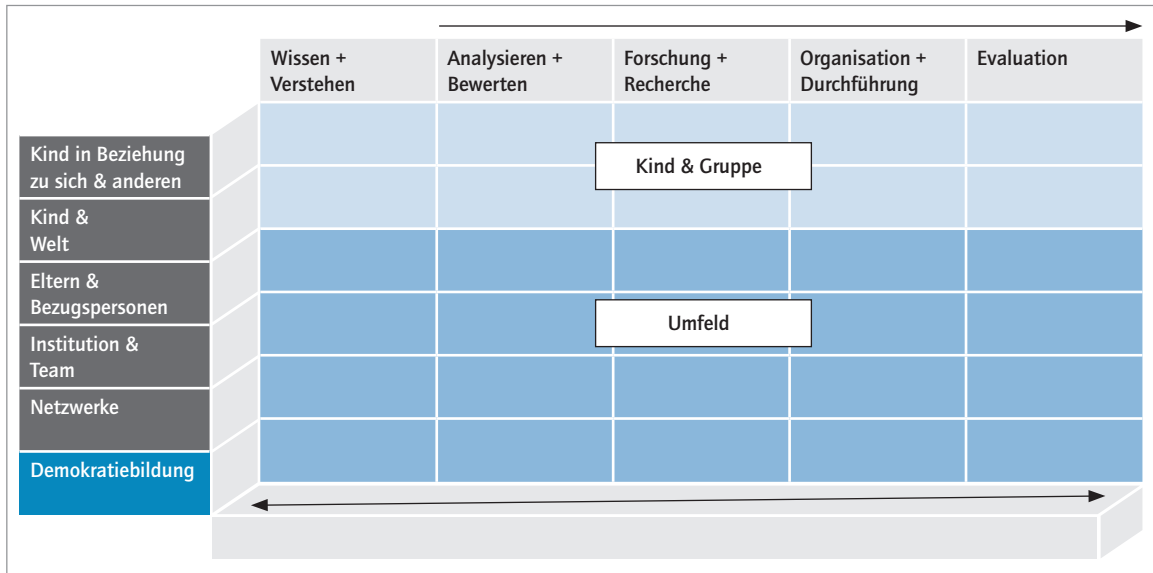 Wissen +
Verstehen
Analysieren +
Bewerten
Forschung +
Recherche
Organisation +
Durchführung
Evaluation
Kind in Beziehung
zu sich & anderen
Kind &
Welt
Eltern &
Bezugspersonen
Institution &
Team
Netzwerke
Demokratiebildung
Kind & Gruppe
Umfeld